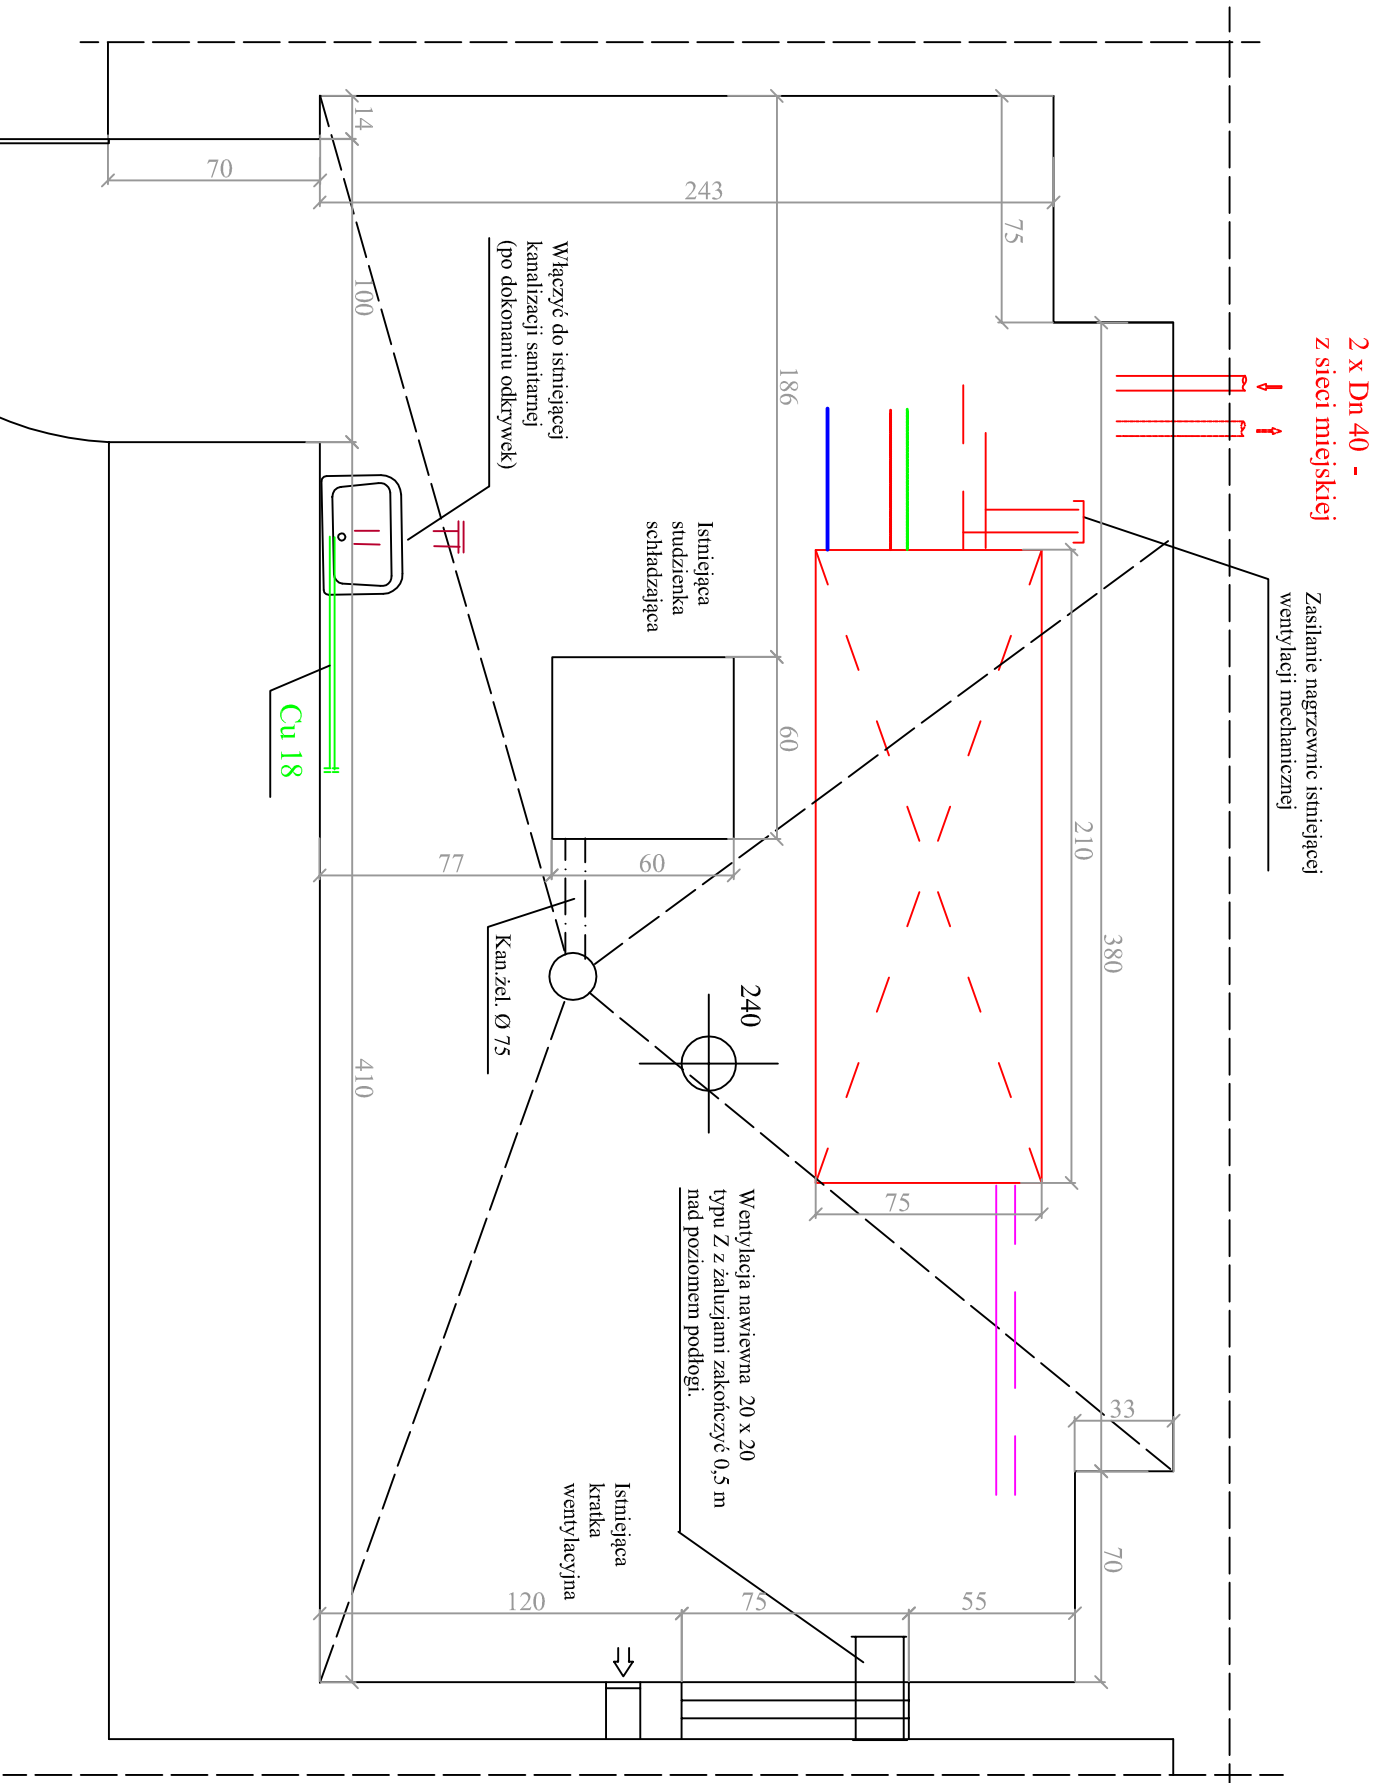 2 x Dn 40 -
z sieci miejskiej
Zasilanie nagrzewnic istniejącej
wentylacji mechanicznej
14
100
410
70
243
75
186
60
380
210
70
33
77
60
75
120
75
55
Włączyć do istniejącej
kanalizacji sanitarnej
(po dokonaniu odkrywek)
Istniejąca
studzienka
schładzająca
Cu 18
Kan.żel. Ø 75
240
Wentylacja nawiewna 20 x 20
typu Z z żaluzjami zakończyć 0,5 m
nad poziomem podłogi.
Istniejąca
kratka
wentylacyjna